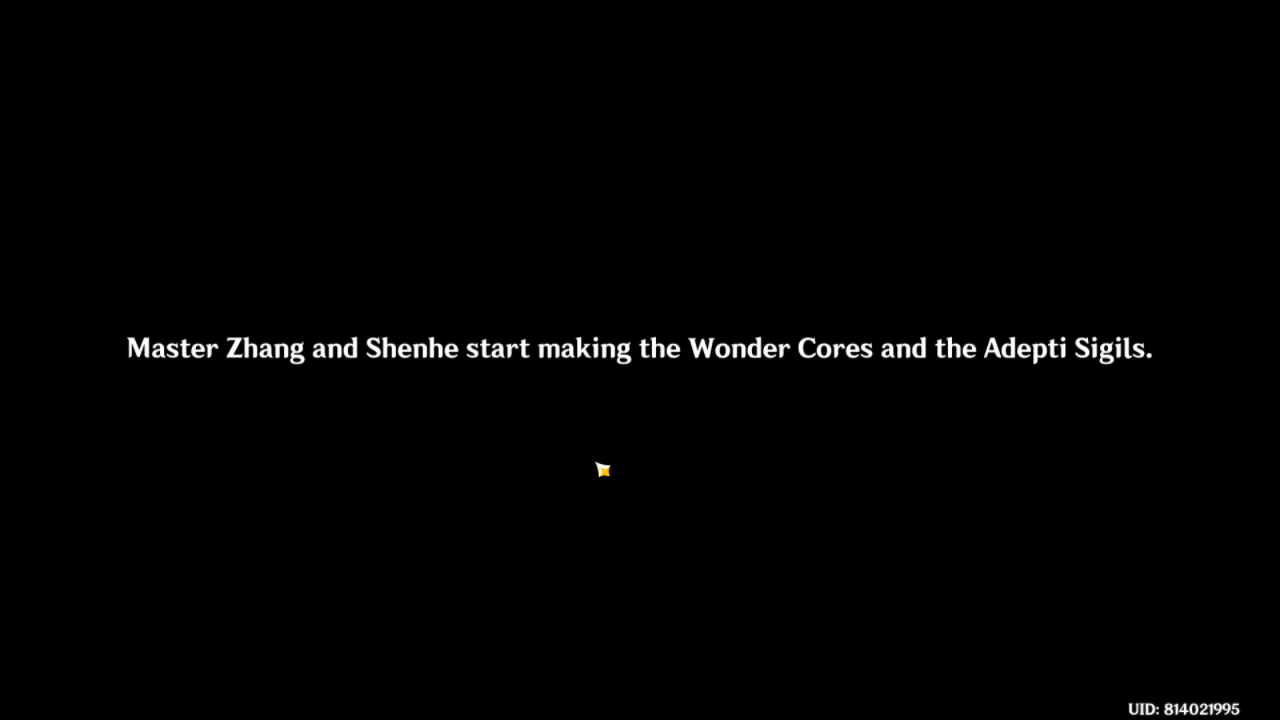 Master Zhang and Shenhe start making the Wonder Cores and the Adepti Sigils.
UID: 814021995